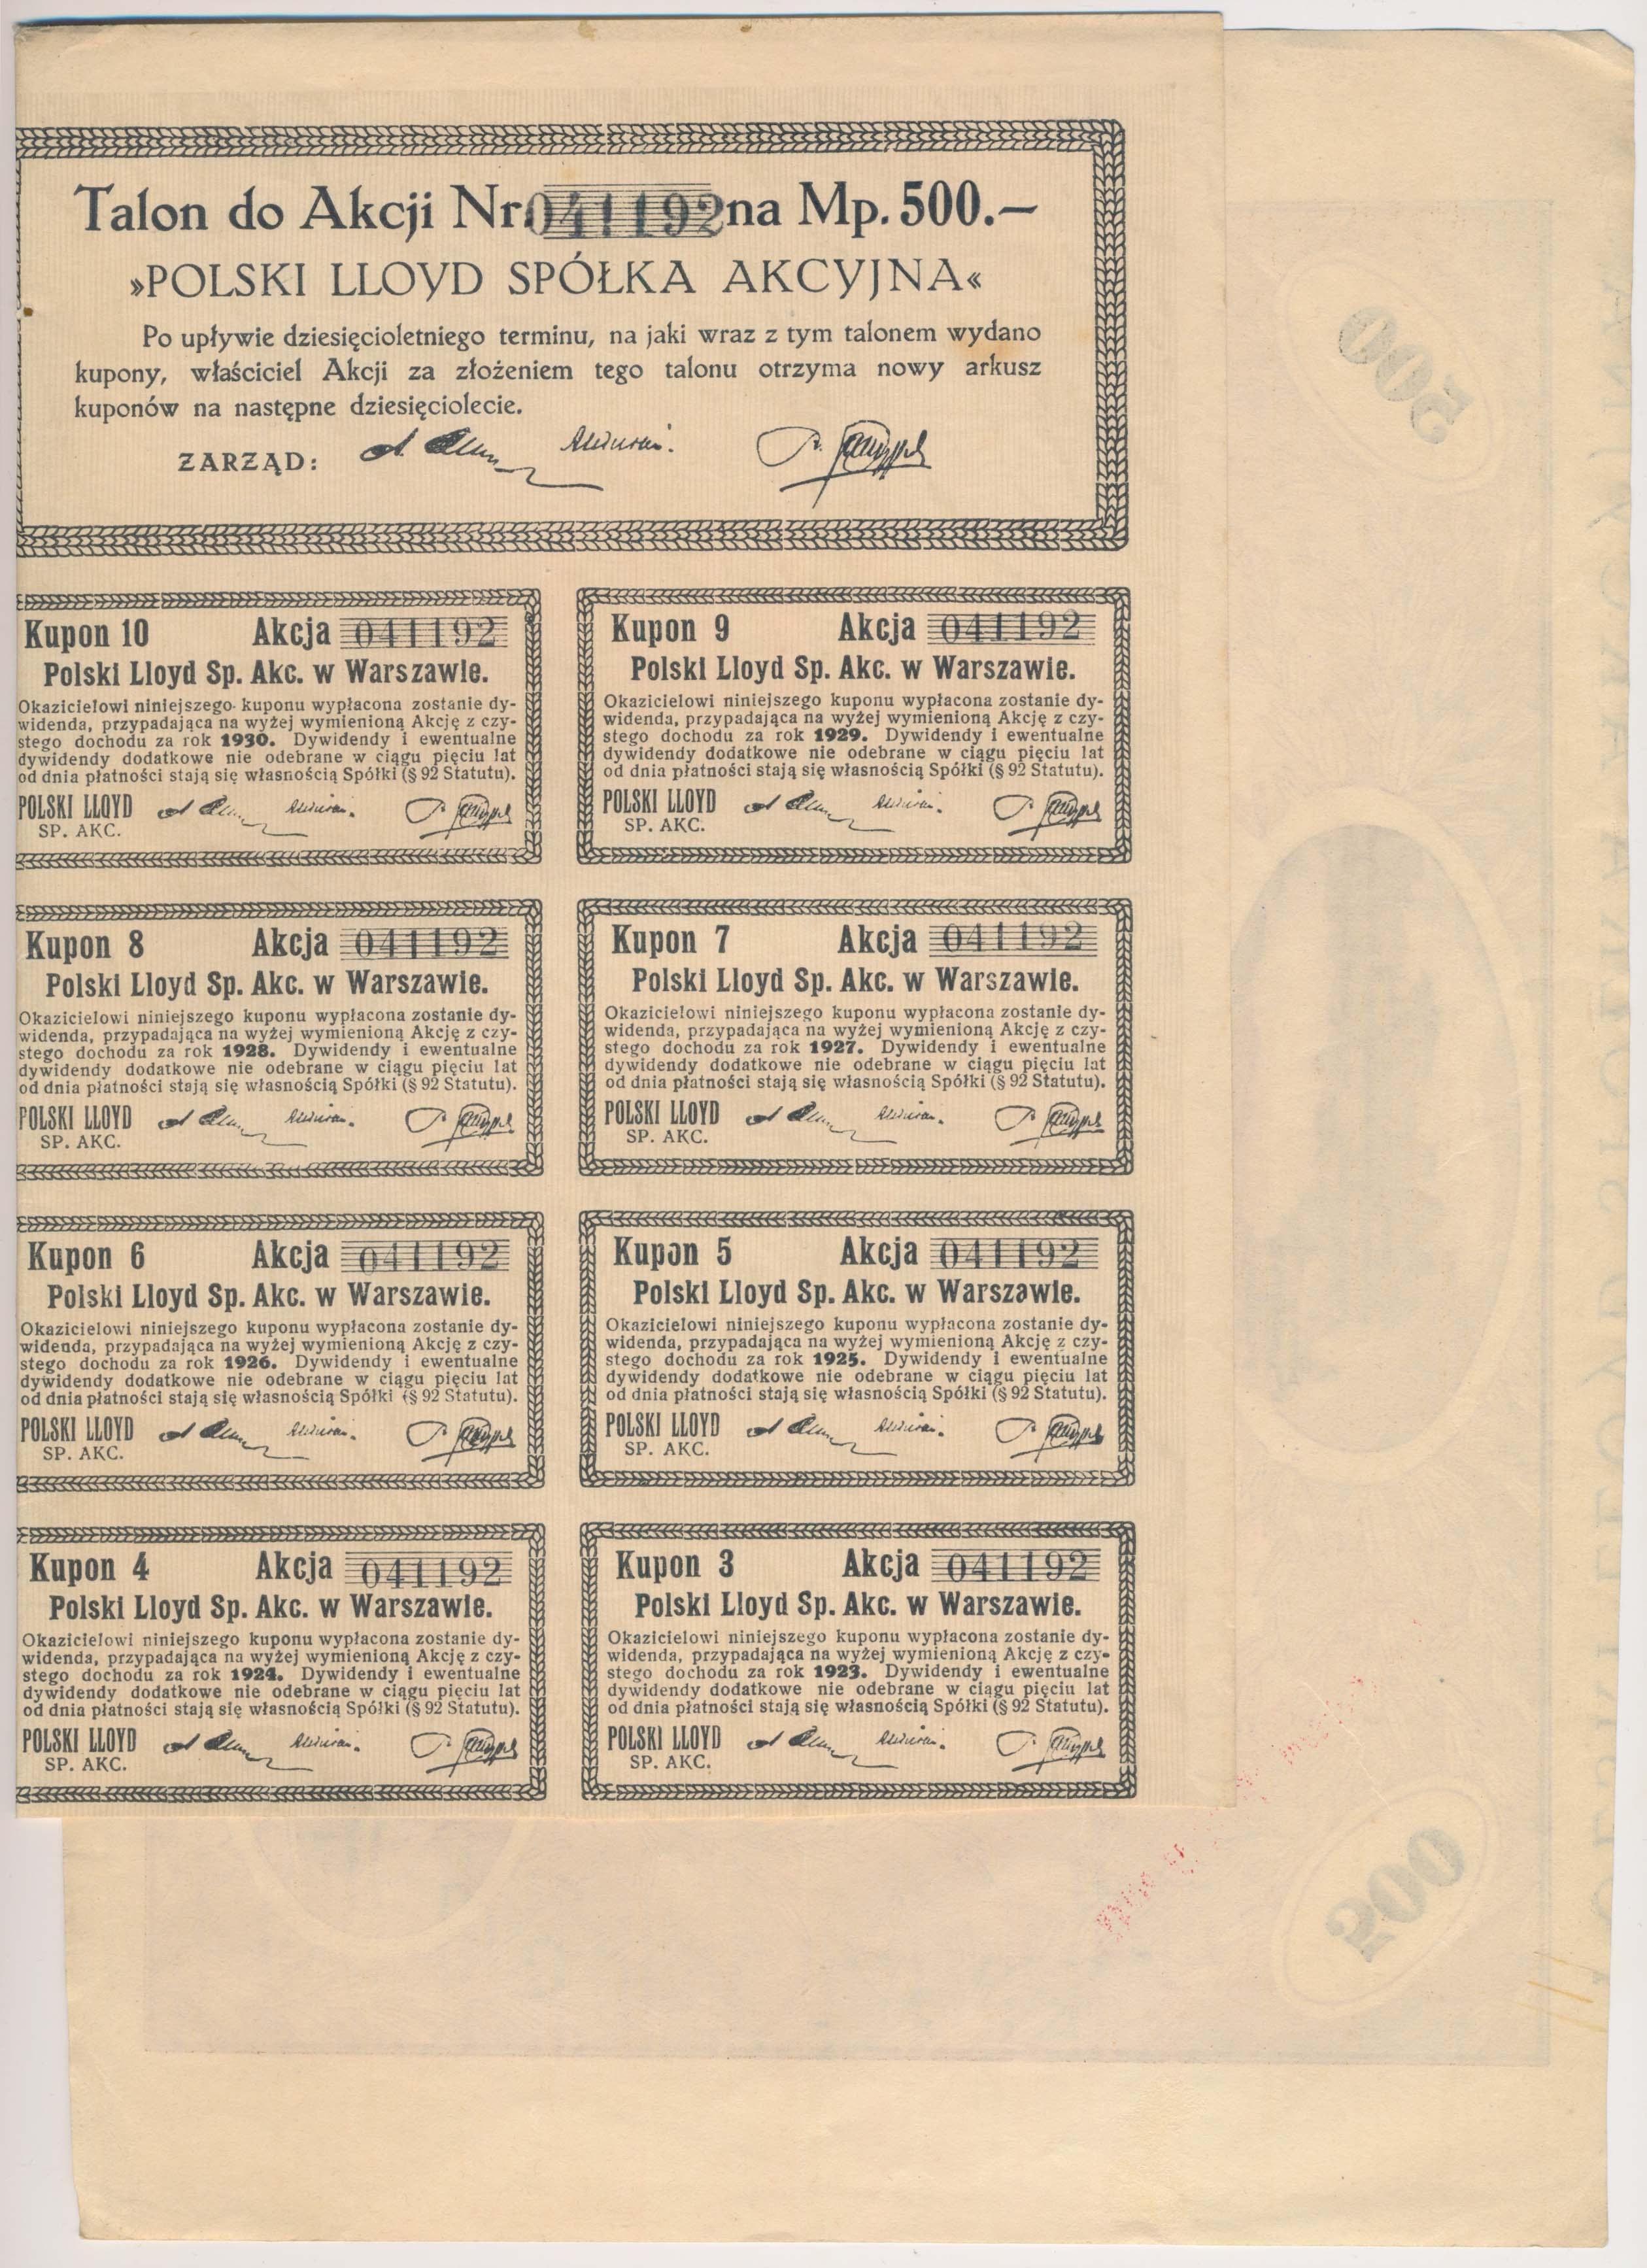 Talon do Akcji Nr. 041192 na Mp. 500.—
»POLSKI LLOYD SPÓŁKA AKCYJNA«
Po upływie dziesięcioletniego terminu, na jaki wraz z tym talonem wydano
kupony, właściciel Akcji za złożeniem tego talonu otrzyma nowy arkusz
kuponów na następne dziesięciolecie.
ZARZĄD:
Kupon 10 Akcja 041192
Polski Lloyd Sp. Akc. w Warszawie.
Okazicielowi niniejszego kuponu wypłacona zostanie dy-
widenda, przypadająca na wyżej wymienioną Akcję z czy-
stego dochodu za rok 1930. Dywidendy i ewentualne
dywidendy dodatkowe nie odebrane w ciągu pięciu lat
od dnia płatności stają się własnością Spółki (§ 92 Statutu).
POLSKI LLOYD
SP. AKC.
Kupon 9 Akcja 041192
Polski Lloyd Sp. Akc. w Warszawie.
Okazicielowi niniejszego kuponu wypłacona zostanie dy-
widenda, przypadająca na wyżej wymienioną Akcję z czy-
stego dochodu za rok 1929. Dywidendy i ewentualne
dywidendy dodatkowe nie odebrane w ciągu pięciu lat
od dnia płatności stają się własnością Spółki (§ 92 Statutu).
POLSKI LLOYD
SP. AKC.
Kupon 8 Akcja 041192
Polski Lloyd Sp. Akc. w Warszawie.
Okazicielowi niniejszego kuponu wypłacona zostanie dy-
widenda, przypadająca na wyżej wymienioną Akcję z czy-
stego dochodu za rok 1928. Dywidendy i ewentualne
dywidendy dodatkowe nie odebrane w ciągu pięciu lat
od dnia płatności stają się własnością Spółki (§ 92 Statutu).
POLSKI LLOYD
SP. AKC.
Kupon 7 Akcja 041192
Polski Lloyd Sp. Akc. w Warszawie.
Okazicielowi niniejszego kuponu wypłacona zostanie dy-
widenda, przypadająca na wyżej wymienioną Akcję z czy-
stego dochodu za rok 1927. Dywidendy i ewentualne
dywidendy dodatkowe nie odebrane w ciągu pięciu lat
od dnia płatności stają się własnością Spółki (§ 92 Statutu).
POLSKI LLOYD
SP. AKC.
Kupon 6 Akcja 041192
Polski Lloyd Sp. Akc. w Warszawie.
Okazicielowi niniejszego kuponu wypłacona zostanie dy-
widenda, przypadająca na wyżej wymienioną Akcję z czy-
stego dochodu za rok 1926. Dywidendy i ewentualne
dywidendy dodatkowe nie odebrane w ciągu pięciu lat
od dnia płatności stają się własnością Spółki (§ 92 Statutu).
POLSKI LLOYD
SP. AKC.
Kupon 5 Akcja 041192
Polski Lloyd Sp. Akc. w Warszawie.
Okazicielowi niniejszego kuponu wypłacona zostanie dy-
widenda, przypadająca na wyżej wymienioną Akcję z czy-
stego dochodu za rok 1925. Dywidendy i ewentualne
dywidendy dodatkowe nie odebrane w ciągu pięciu lat
od dnia płatności stają się własnością Spółki (§ 92 Statutu).
POLSKI LLOYD
SP. AKC.
Kupon 4 Akcja 041192
Polski Lloyd Sp. Akc. w Warszawie.
Okazicielowi niniejszego kuponu wypłacona zostanie dy-
widenda, przypadająca na wyżej wymienioną Akcję z czy-
stego dochodu za rok 1924. Dywidendy i ewentualne
dywidendy dodatkowe nie odebrane w ciągu pięciu lat
od dnia płatności stają się własnością Spółki (§ 92 Statutu).
POLSKI LLOYD
SP. AKC.
Kupon 3 Akcja 041192
Polski Lloyd Sp. Akc. w Warszawie.
Okazicielowi niniejszego kuponu wypłacona zostanie dy-
widenda, przypadająca na wyżej wymienioną Akcję z czy-
stego dochodu za rok 1923. Dywidendy i ewentualne
dywidendy dodatkowe nie odebrane w ciągu pięciu lat
od dnia płatności stają się własnością Spółki (§ 92 Statutu).
POLSKI LLOYD
SP. AKC.
500
500